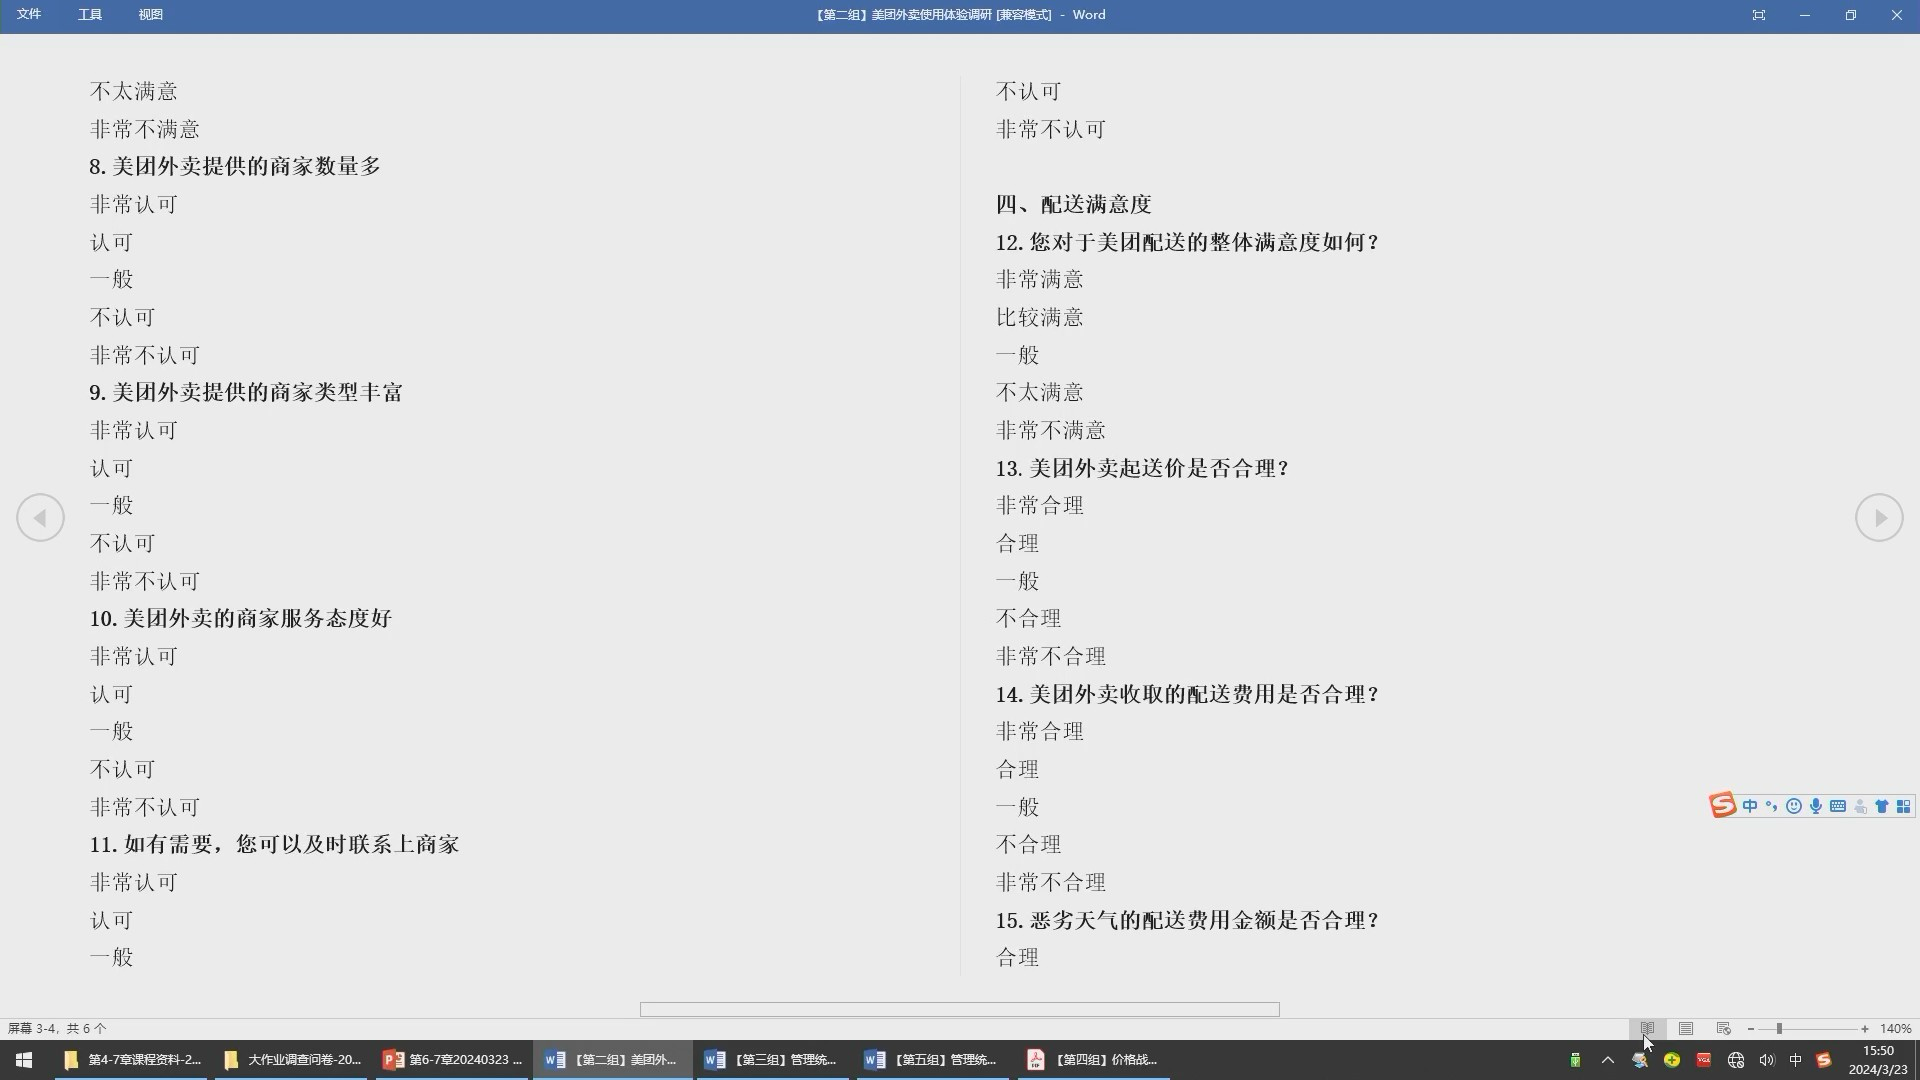 文件 工具 视图 【第二组】美团外卖使用体验调研 [兼容模式] - Word
不太满意
非常不满意
8. 美团外卖提供的商家数量多
非常认可
认可
一般
不认可
非常不认可
9. 美团外卖提供的商家类型丰富
非常认可
认可
一般
不认可
非常不认可
10. 美团外卖的商家服务态度好
非常认可
认可
一般
不认可
非常不认可
11. 如有需要，您可以及时联系上商家
非常认可
认可
一般
不认可
非常不认可
四、配送满意度
12. 您对于美团配送的整体满意度如何？
非常满意
比较满意
一般
不太满意
非常不满意
13. 美团外卖起送价是否合理？
非常合理
合理
一般
不合理
非常不合理
14. 美团外卖收取的配送费用是否合理？
非常合理
合理
一般
不合理
非常不合理
15. 恶劣天气的配送费用金额是否合理？
合理
中
屏幕 3-4，共 6 个
140%
第4-7章课程资料-2... 大作业调查问卷-20... 第6-7章20240323 ... 【第二组】美团外... 【第三组】管理统... 【第五组】管理统... 【第四组】价格战...
中
15:50
2024/3/23